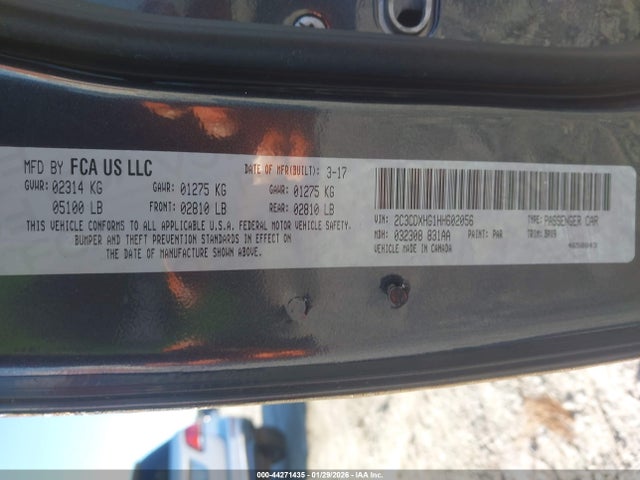 MFD BY FCA US LLC DATE OF MFR(BUILT): 3-17
GVWR: 02314 KG GAWR: 01275 KG GAWR: 01275 KG
05100 LB FRONT: 02810 LB REAR: 02810 LB
THIS VEHICLE CONFORMS TO ALL APPLICABLE U.S.A. FEDERAL MOTOR VEHICLE SAFETY,
BUMPER AND THEFT PREVENTION STANDARDS IN EFFECT ON
THE DATE OF MANUFACTURE SHOWN ABOVE.
VIN: 2C3CDXHG1HH602056 TYPE: PASSENGER CAR
MDH: 032308 831AA PAINT: PAR TRIM: BRX9
VEHICLE MADE IN CANADA
000-44271435 - 01/29/2026 - IAA Inc.